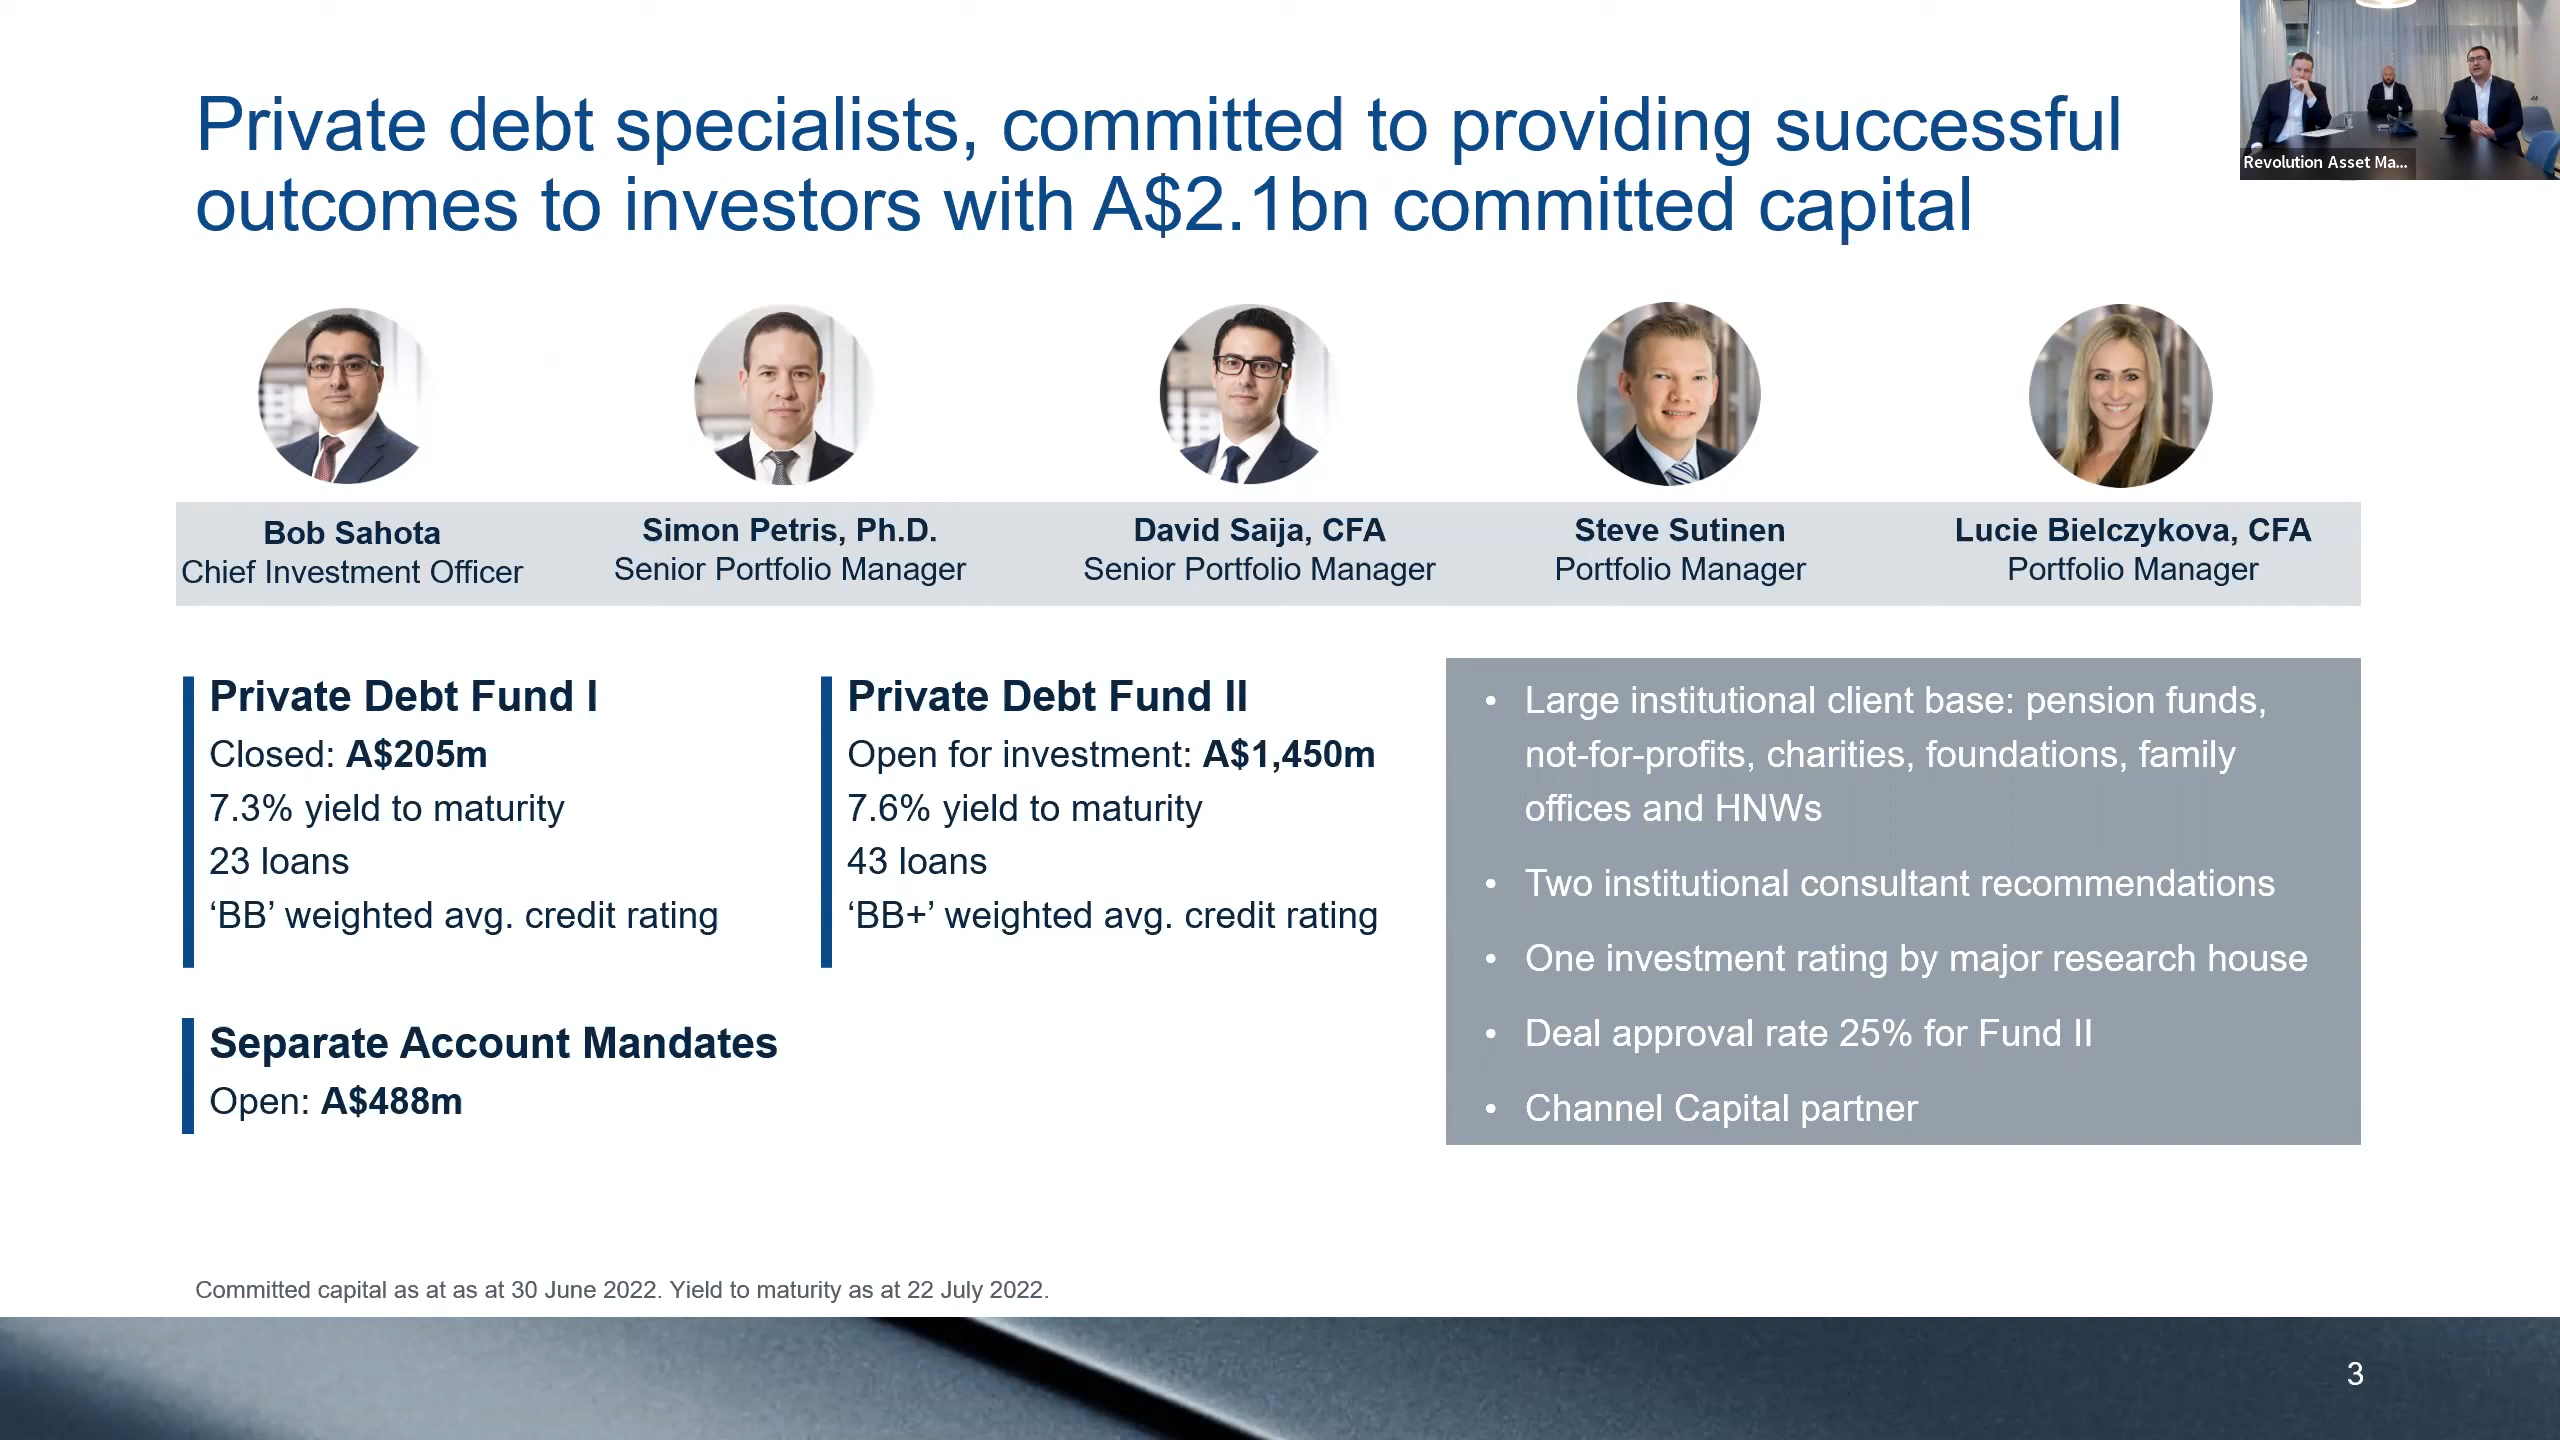 Private debt specialists, committed to providing successful
outcomes to investors with A$2.1bn committed capital
Revolution Asset Ma...
Bob Sahota
Chief Investment Officer
Simon Petris, Ph.D.
Senior Portfolio Manager
David Saija, CFA
Senior Portfolio Manager
Steve Sutinen
Portfolio Manager
Lucie Bielczykova, CFA
Portfolio Manager
Private Debt Fund I
Closed: A$205m
7.3% yield to maturity
23 loans
‘BB’ weighted avg. credit rating
Private Debt Fund II
Open for investment: A$1,450m
7.6% yield to maturity
43 loans
‘BB+’ weighted avg. credit rating
Separate Account Mandates
Open: A$488m
• Large institutional client base: pension funds,
not-for-profits, charities, foundations, family
offices and HNWs
• Two institutional consultant recommendations
• One investment rating by major research house
• Deal approval rate 25% for Fund II
• Channel Capital partner
Committed capital as at as at 30 June 2022. Yield to maturity as at 22 July 2022.
3